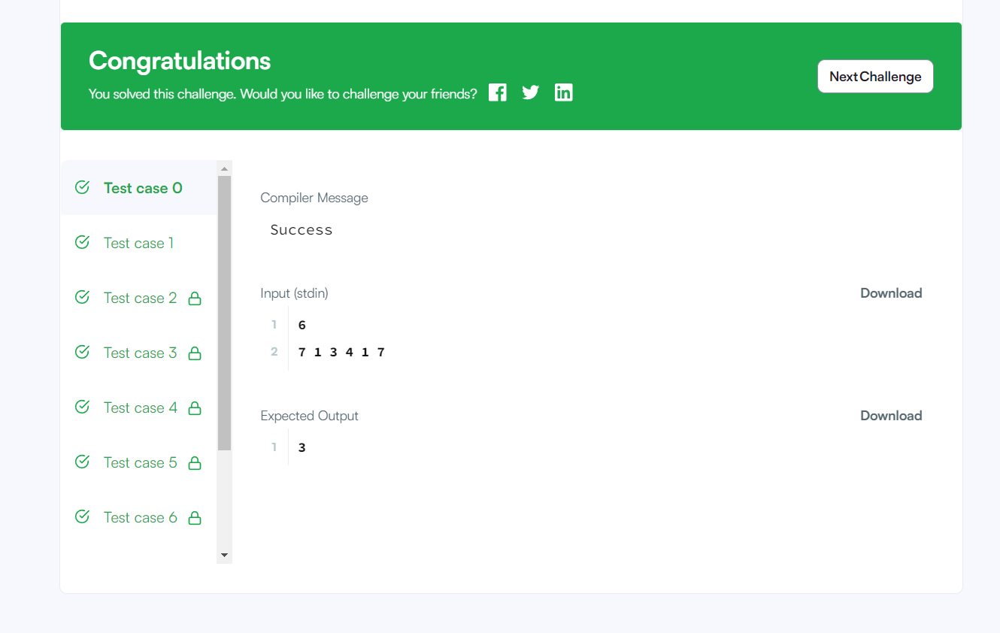 Congratulations
You solved this challenge. Would you like to challenge your friends?
Next Challenge
Test case 0
Test case 1
Test case 2
Test case 3
Test case 4
Test case 5
Test case 6
Compiler Message
Success
Input (stdin)
Download
1 6
2 7 1 3 4 1 7
Expected Output
Download
1 3